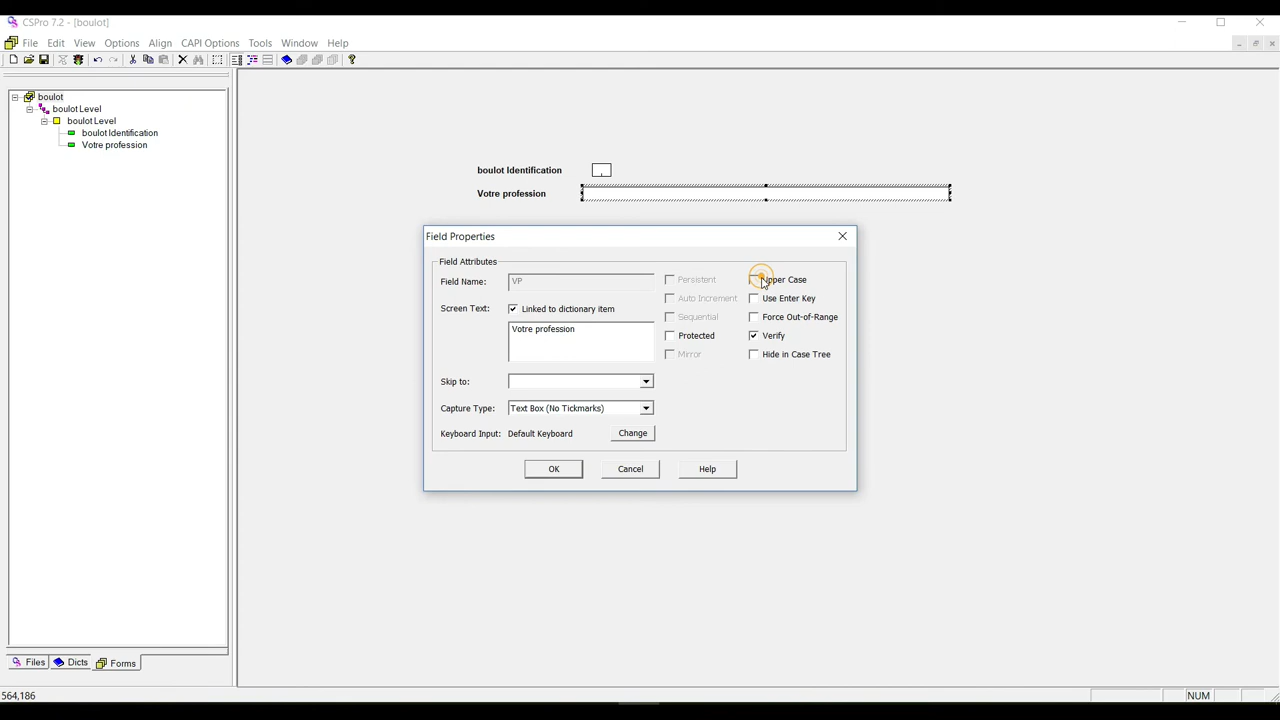 CSPro 7.2 - [boulot]
File Edit View Options Align CAPI Options Tools Window Help
boulot
boulot Level
boulot Level
boulot Identification
Votre profession
boulot Identification
Votre profession
Field Properties
Field Attributes
Field Name: VP
Persistent
Upper Case
Screen Text: Linked to dictionary item
Auto Increment
Use Enter Key
Votre profession
Sequential
Force Out-of-Range
Protected
Verify
Mirror
Hide in Case Tree
Skip to:
Capture Type: Text Box (No Tickmarks)
Keyboard Input: Default Keyboard Change
OK Cancel Help
Files Dicts Forms
564,186 NUM